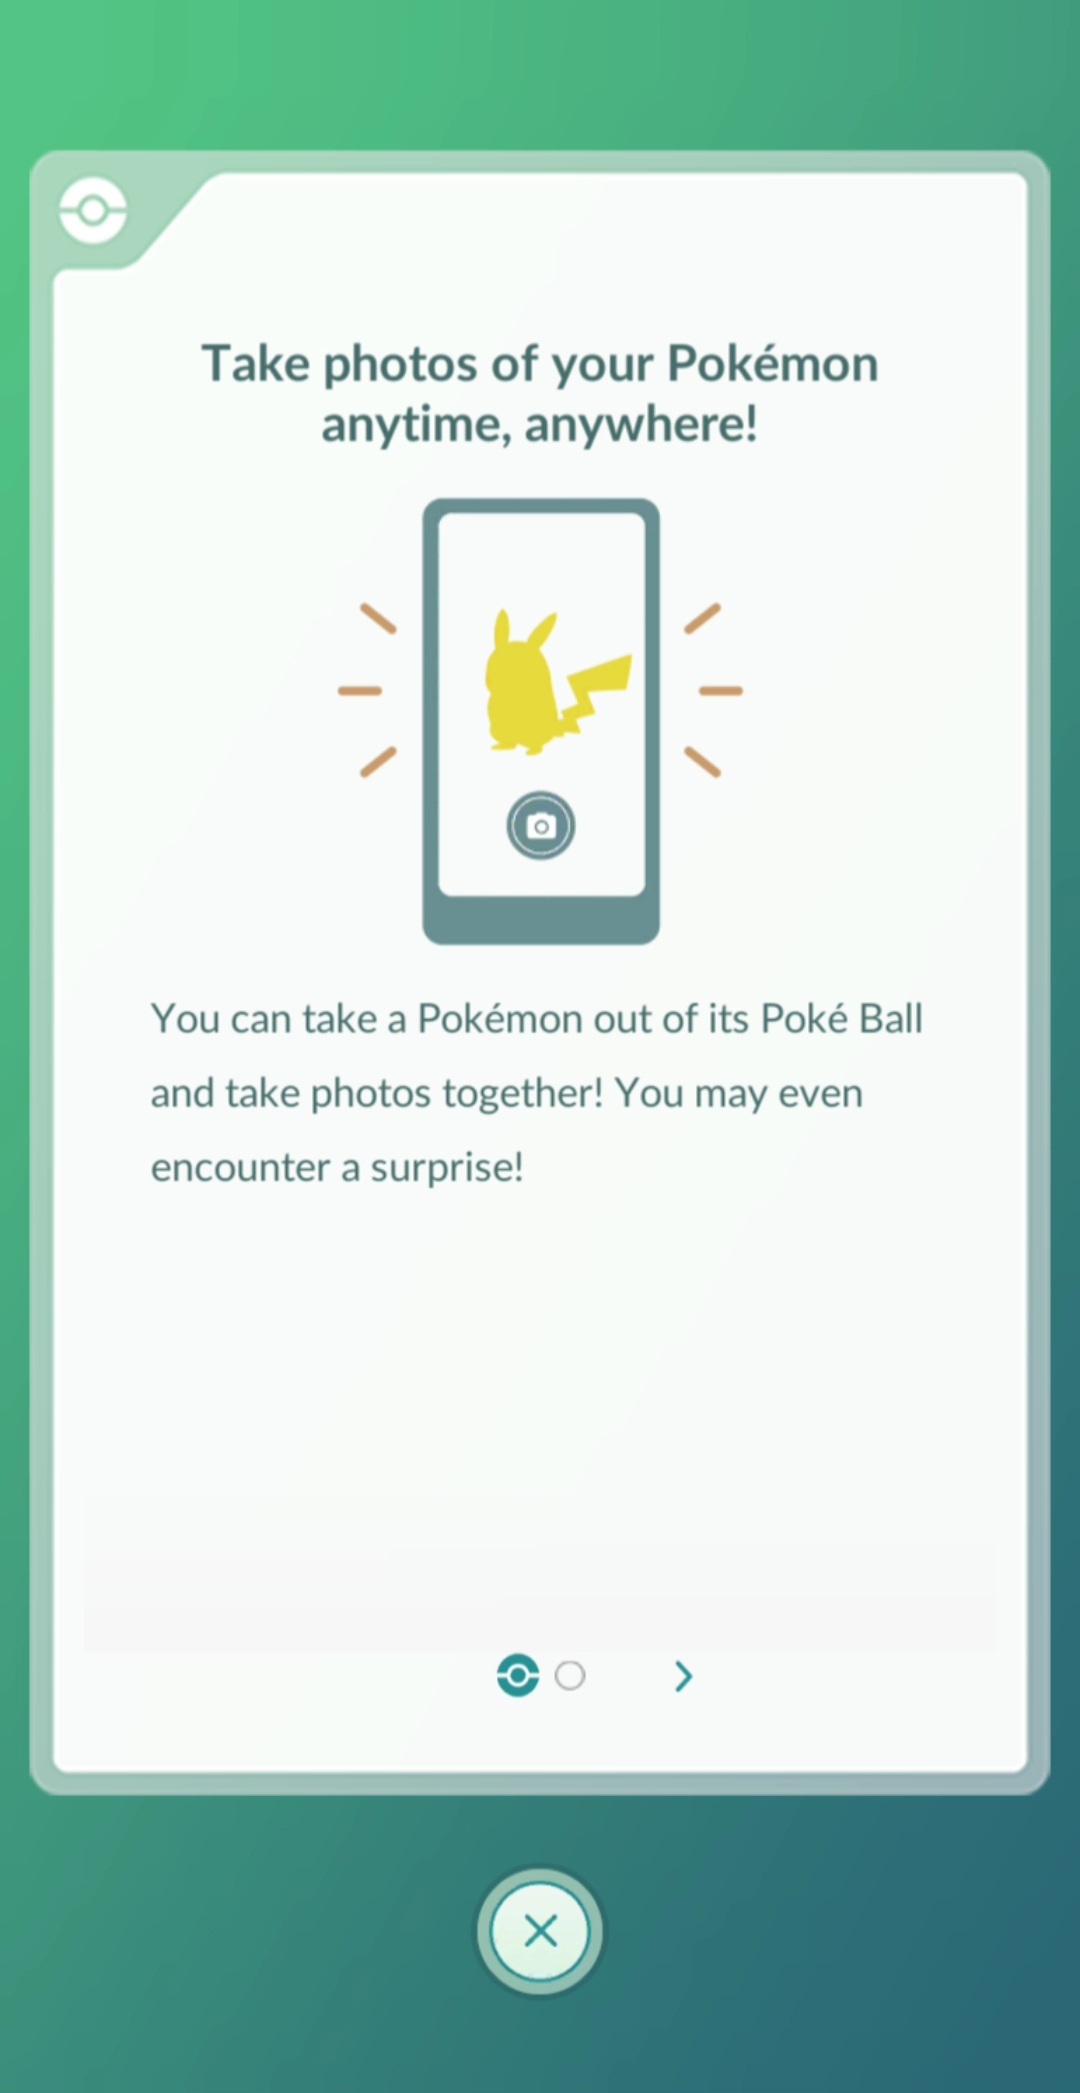 Take photos of your Pokémon
anytime, anywhere!
You can take a Pokémon out of its Poké Ball
and take photos together! You may even
encounter a surprise!